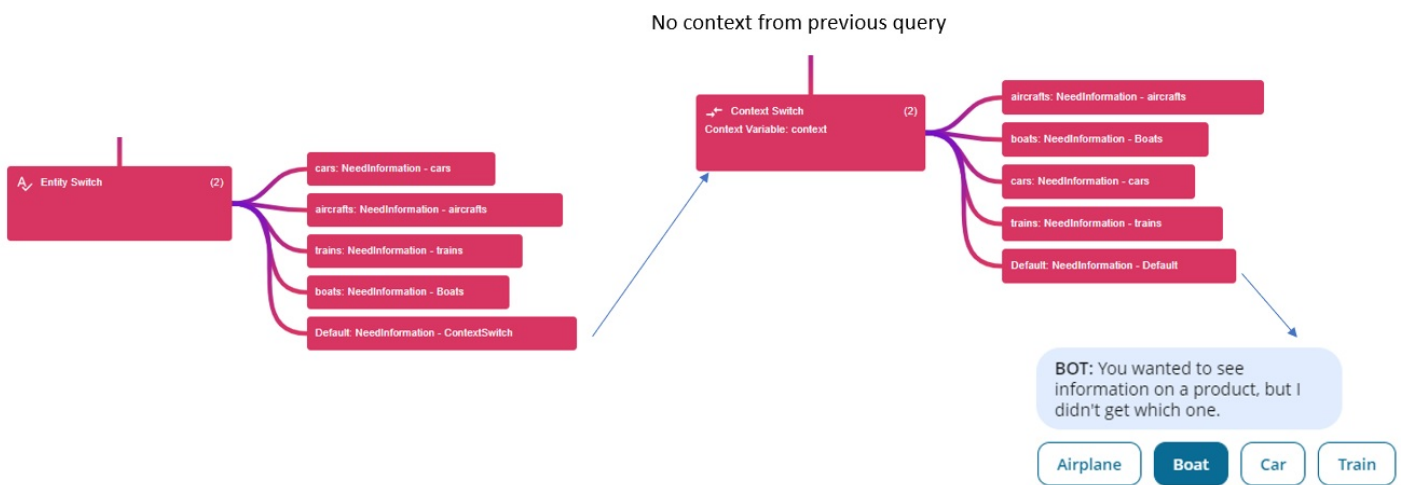 No context from previous query
Entity Switch (2)
cars: NeedInformation - cars
aircrafts: NeedInformation - aircrafts
trains: NeedInformation - trains
boats: NeedInformation - Boats
Default: NeedInformation - ContextSwitch
Context Switch (2)
Context Variable: context
aircrafts: NeedInformation - aircrafts
boats: NeedInformation - Boats
cars: NeedInformation - cars
trains: NeedInformation - trains
Default: NeedInformation - Default
BOT: You wanted to see
information on a product, but I
didn't get which one.
Airplane Boat Car Train